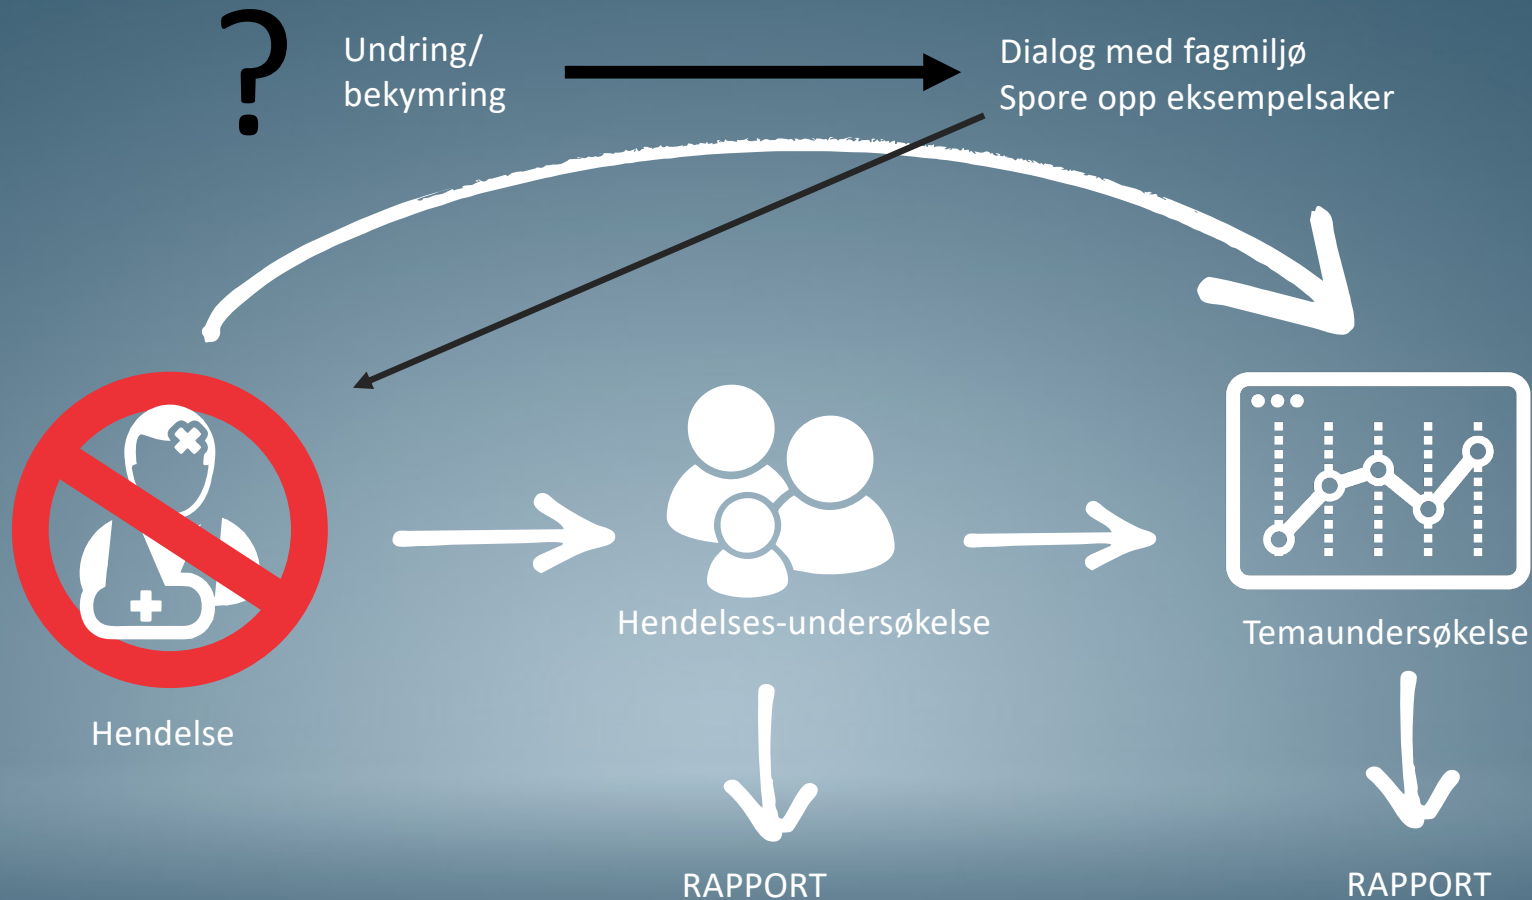 ?
Undring/
bekymring
Dialog med fagmiljø
Spore opp eksempelsaker
Hendelses-undersøkelse
Temaundersøkelse
Hendelse
RAPPORT
RAPPORT